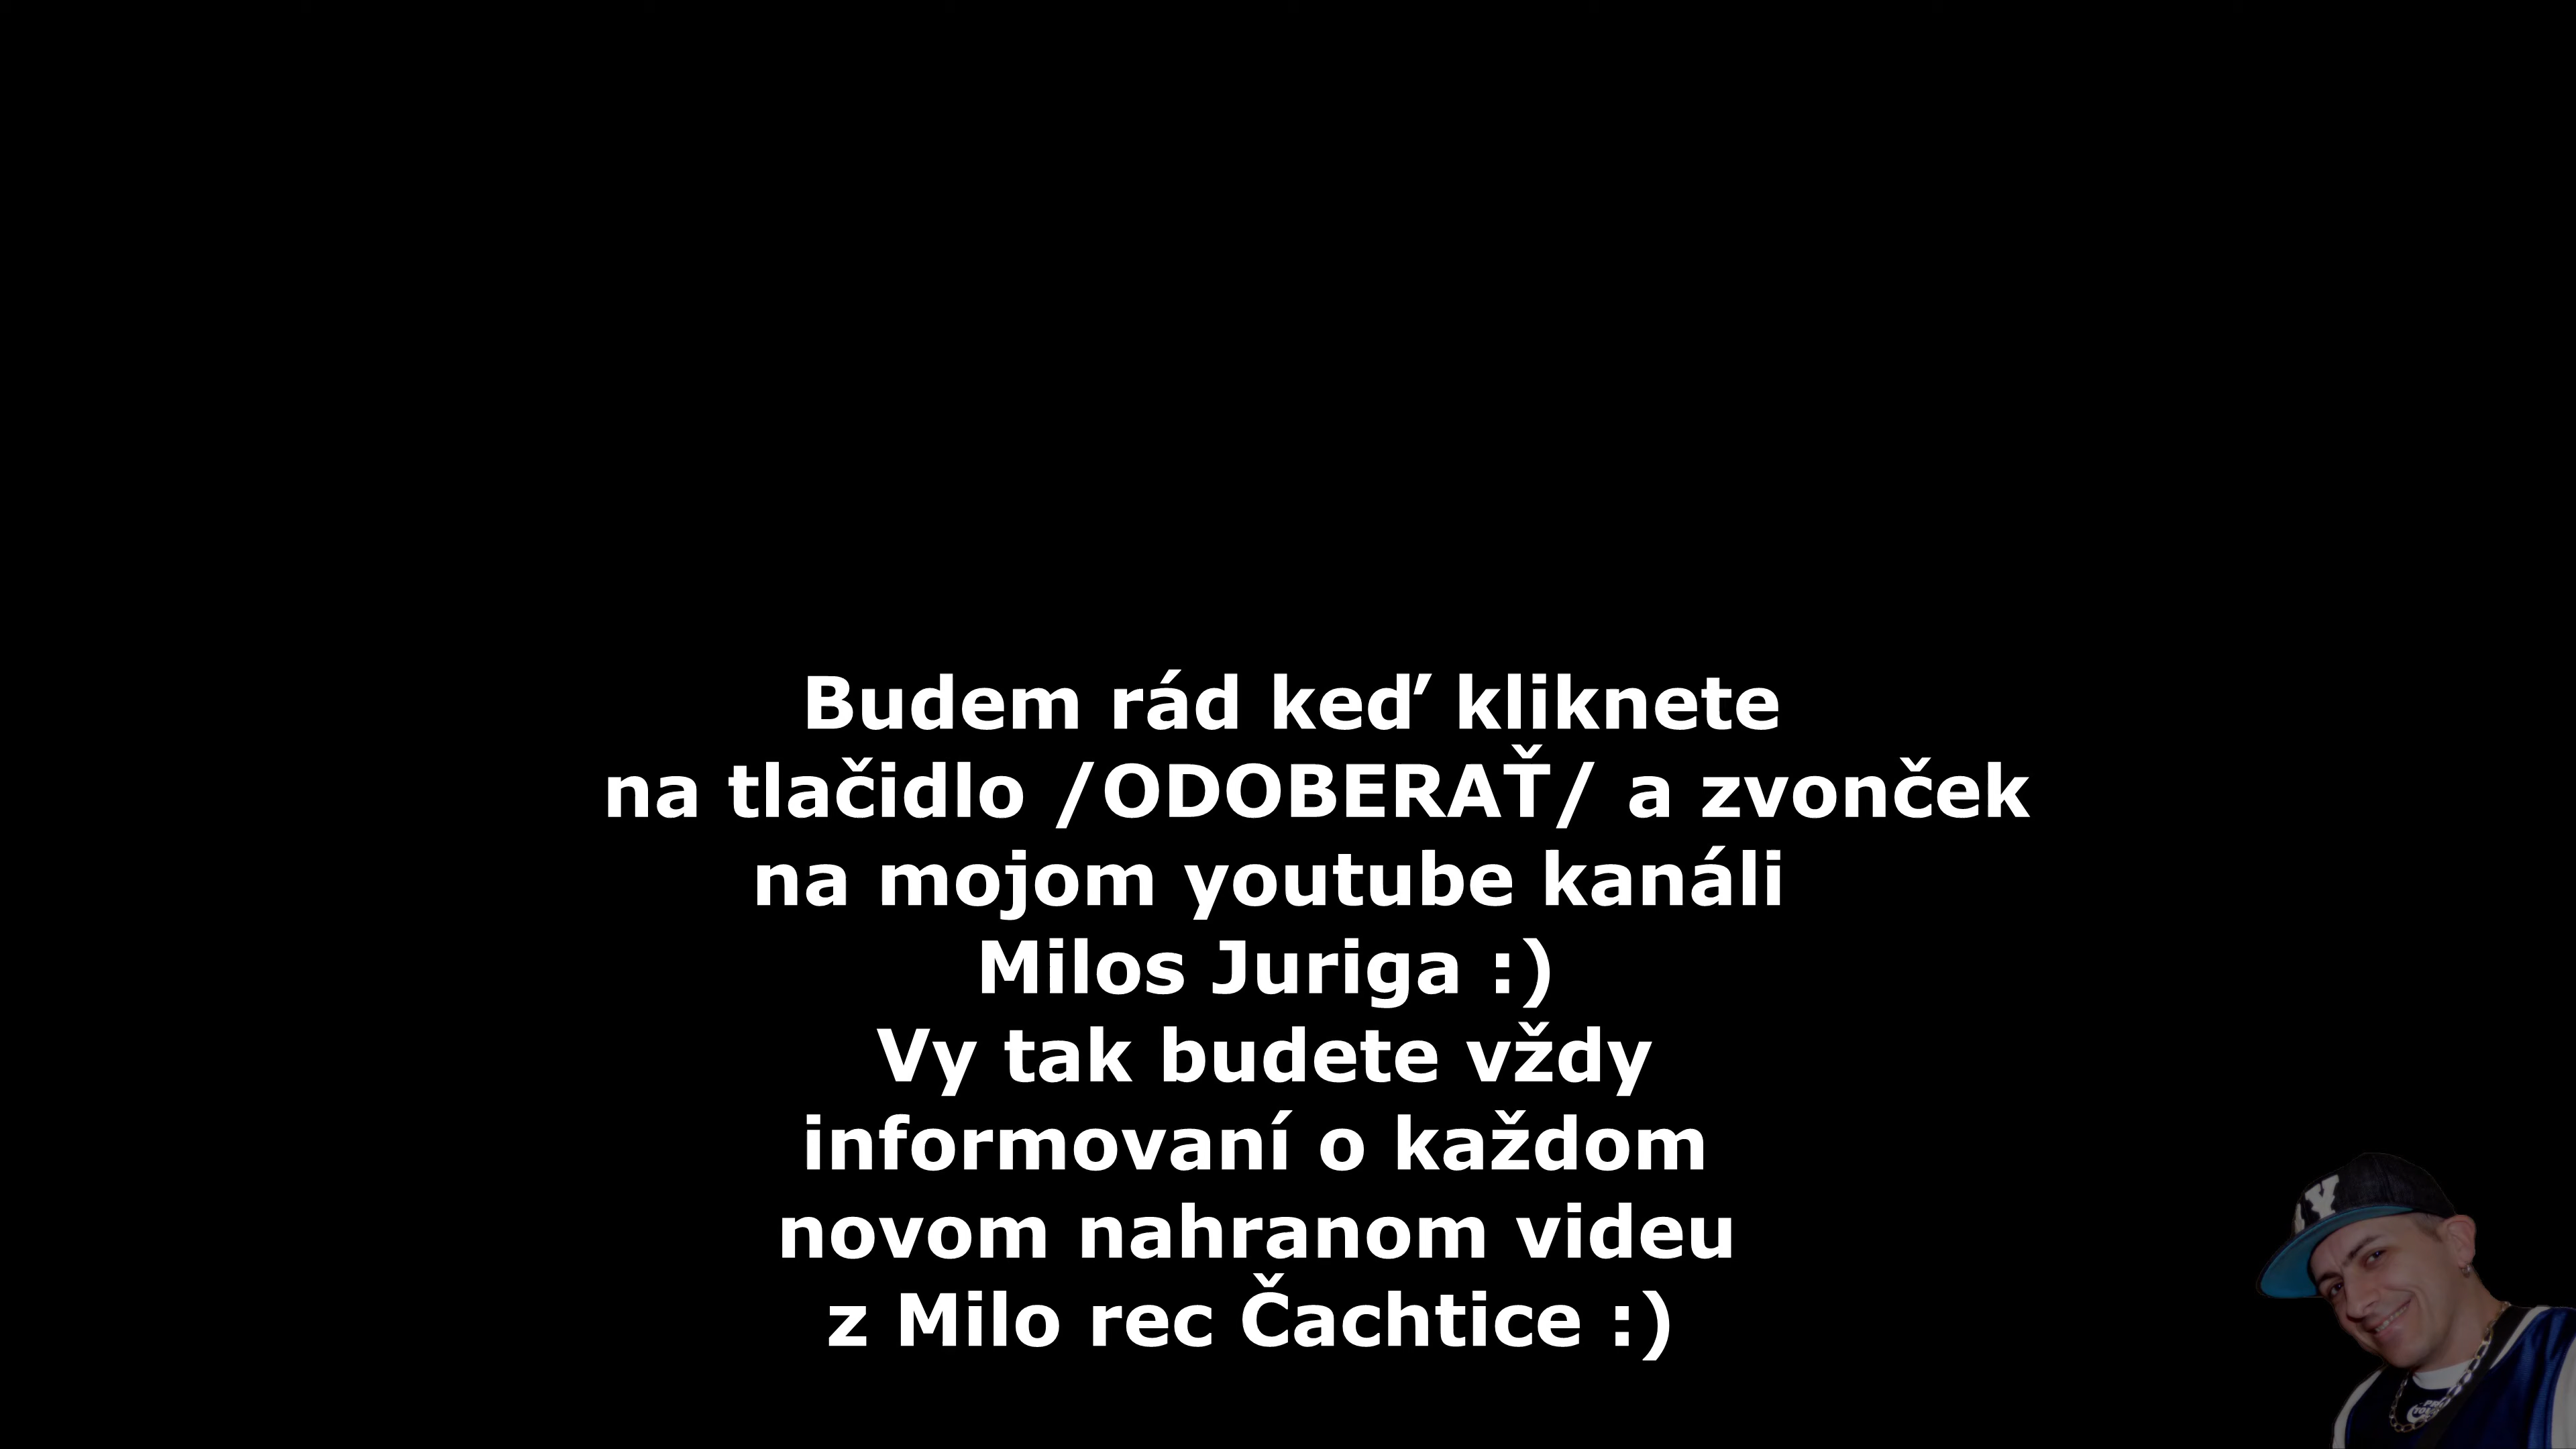 Budem rád keď kliknete
na tlačidlo /ODOBERAŤ/ a zvonček
na mojom youtube kanáli
Milos Juriga :)
Vy tak budete vždy
informovaní o každom
novom nahranom videu
z Milo rec Čachtice :)